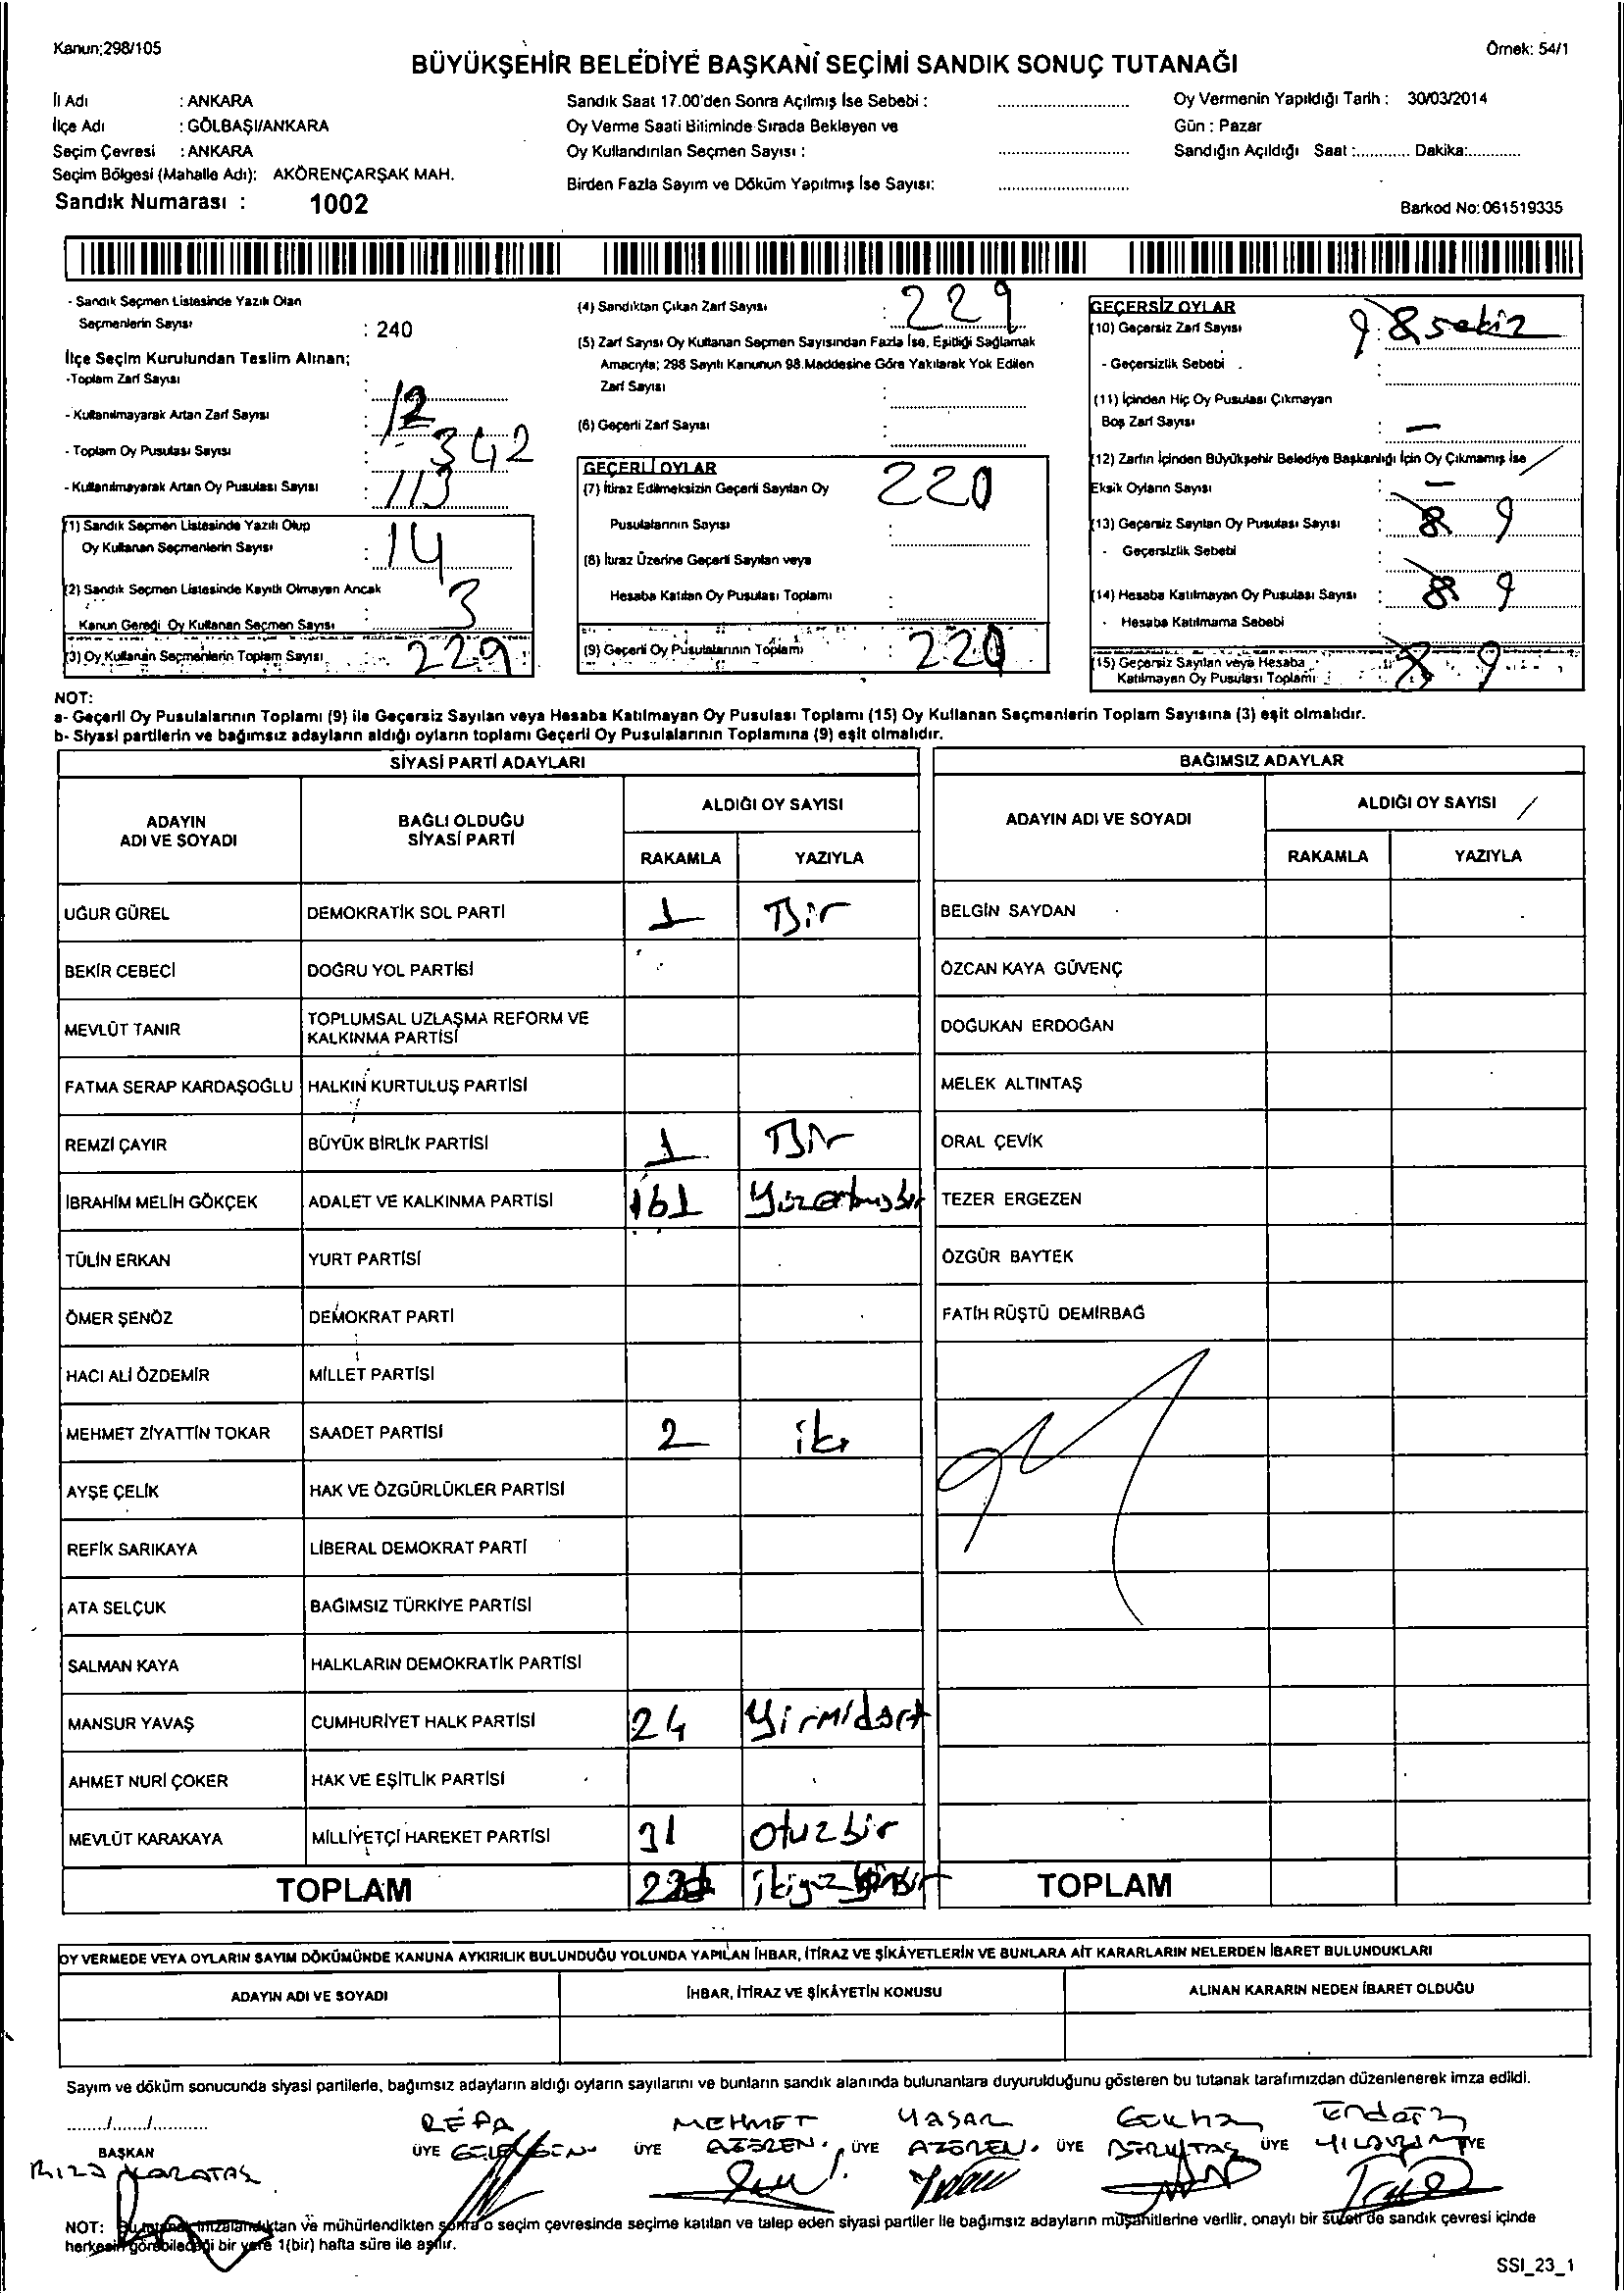 Kanun;298/105
Örnek: 54/1
BÜYÜKŞEHİR BELEDİYE BAŞKANI SEÇİMİ SANDIK SONUÇ TUTANAĞI
İl Adı : ANKARA
İlçe Adı : GÖLBAŞI/ANKARA
Seçim Çevresi : ANKARA
Seçim Bölgesi (Mahalle Adı): AKÖRENÇARŞAK MAH.
Sandık Numarası : 1002
Sandık Saat 17.00'den Sonra Açılmış İse Sebebi : ..............................
Oy Verme Saati Bitiminde Sırada Bekleyen ve
Oy Kullandırılan Seçmen Sayısı : ..............................
Birden Fazla Sayım ve Döküm Yapılmış İse Sayısı: ..............................
Oy Vermenin Yapıldığı Tarih : 30/03/2014
Gün : Pazar
Sandığın Açıldığı Saat :............ Dakika:............
Barkod No: 061519335
- Sandık Seçmen Listesinde Yazılı Olan
Seçmenlerin Sayısı : 240
İlçe Seçim Kurulundan Teslim Alınan;
-Toplam Zarf Sayısı :
- Kullanılmayarak Artan Zarf Sayısı : 12
- Toplam Oy Pusulası Sayısı : 342
- Kullanılmayarak Artan Oy Pusulası Sayısı : 113
(1) Sandık Seçmen Listesinde Yazılı Olup
Oy Kullanan Seçmenlerin Sayısı : 14
(2) Sandık Seçmen Listesinde Kayıtlı Olmayan Ancak
Kanun Gereği Oy Kullanan Seçmen Sayısı 3
(3) Oy Kullanan Seçmenlerin Toplam Sayısı : 229
(4) Sandıktan Çıkan Zarf Sayısı : 229
(5) Zarf Sayısı Oy Kullanan Seçmen Sayısından Fazla İse, Eşitliği Sağlamak
Amacıyla; 298 Sayılı Kanunun 98.Maddesine Göre Yakılarak Yok Edilen
Zarf Sayısı :
(6) Geçerli Zarf Sayısı :
GEÇERLİ OYLAR
(7) İtiraz Edilmeksizin Geçerli Sayılan Oy 220
Pusulalarının Sayısı :
(8) İtiraz Üzerine Geçerli Sayılan veya
Hesaba Katılan Oy Pusulası Toplamı :
(9) Geçerli Oy Pusulalarının Toplamı : 220
GEÇERSİZ OYLAR
(10) Geçersiz Zarf Sayısı : 9 8 sekiz
- Geçersizlik Sebebi :
(11) İçinden Hiç Oy Pusulası Çıkmayan
Boş Zarf Sayısı : —
(12) Zarfın İçinden Büyükşehir Belediye Başkanlığı İçin Oy Çıkmamış İse
Eksik Oyların Sayısı : —
(13) Geçersiz Sayılan Oy Pusulası Sayısı : 8 9
- Geçersizlik Sebebi :
(14) Hesaba Katılmayan Oy Pusulası Sayısı : 8 9
- Hesaba Katılmama Sebebi :
(15) Geçersiz Sayılan veya Hesaba
Katılmayan Oy Pusulası Toplamı : 8 9
NOT:
a- Geçerli Oy Pusulalarının Toplamı (9) ile Geçersiz Sayılan veya Hesaba Katılmayan Oy Pusulası Toplamı (15) Oy Kullanan Seçmenlerin Toplam Sayısına (3) eşit olmalıdır.
b- Siyasi partilerin ve bağımsız adayların aldığı oyların toplamı Geçerli Oy Pusulalarının Toplamına (9) eşit olmalıdır.
SİYASİ PARTİ ADAYLARI
ADAYIN ADI VE SOYADI
BAĞLI OLDUĞU SİYASİ PARTİ
ALDIĞI OY SAYISI
RAKAMLA YAZIYLA
UĞUR GÜREL DEMOKRATİK SOL PARTİ 1 Bir
BEKİR CEBECİ DOĞRU YOL PARTİSİ
MEVLÜT TANIR TOPLUMSAL UZLAŞMA REFORM VE KALKINMA PARTİSİ
FATMA SERAP KARDAŞOĞLU HALKIN KURTULUŞ PARTİSİ
REMZİ ÇAYIR BÜYÜK BİRLİK PARTİSİ 1 Bir
İBRAHİM MELİH GÖKÇEK ADALET VE KALKINMA PARTİSİ 161 Yüzatmışbir
TÜLİN ERKAN YURT PARTİSİ
ÖMER ŞENÖZ DEMOKRAT PARTİ
HACI ALİ ÖZDEMİR MİLLET PARTİSİ
MEHMET ZİYATTİN TOKAR SAADET PARTİSİ 2 iki
AYŞE ÇELİK HAK VE ÖZGÜRLÜKLER PARTİSİ
REFİK SARIKAYA LİBERAL DEMOKRAT PARTİ
ATA SELÇUK BAĞIMSIZ TÜRKİYE PARTİSİ
SALMAN KAYA HALKLARIN DEMOKRATİK PARTİSİ
MANSUR YAVAŞ CUMHURİYET HALK PARTİSİ 24 Yirmidört
AHMET NURİ ÇOKER HAK VE EŞİTLİK PARTİSİ
MEVLÜT KARAKAYA MİLLİYETÇİ HAREKET PARTİSİ 31 Otuzbir
TOPLAM
BAĞIMSIZ ADAYLAR
ADAYIN ADI VE SOYADI
ALDIĞI OY SAYISI
RAKAMLA YAZIYLA
BELGİN SAYDAN
ÖZCAN KAYA GÜVENÇ
DOĞUKAN ERDOĞAN
MELEK ALTINTAŞ
ORAL ÇEVİK
TEZER ERGEZEN
ÖZGÜR BAYTEK
FATİH RÜŞTÜ DEMİRBAĞ
TOPLAM
OY VERMEDE VEYA OYLARIN SAYIM DÖKÜMÜNDE KANUNA AYKIRILIK BULUNDUĞU YOLUNDA YAPILAN İHBAR, İTİRAZ VE ŞİKÂYETLERİN VE BUNLARA AİT KARARLARIN NELERDEN İBARET BULUNDUKLARI
ADAYIN ADI VE SOYADI
İHBAR, İTİRAZ VE ŞİKÂYETİN KONUSU
ALINAN KARARIN NEDEN İBARET OLDUĞU
Sayım ve döküm sonucunda siyasi partilerle, bağımsız adayların aldığı oyların sayılarını ve bunların sandık alanında bulunanlara duyurulduğunu gösteren bu tutanak tarafımızdan düzenlenerek imza edildi.
......./......./............
BAŞKAN ÜYE ÜYE ÜYE ÜYE ÜYE ÜYE
RIZA KARATAŞ
MEHMET
YAŞAR
NOT: Bu tutanak imzalandıktan ve mühürlendikten sonra o seçim çevresinde seçime katılan ve talep eden siyasi partiler ile bağımsız adayların müşahitlerine verilir, onaylı bir sureti de sandık çevresi içinde
herkesin görebileceği bir yere 1(bir) hafta süre ile asılır.
SSI_23_1